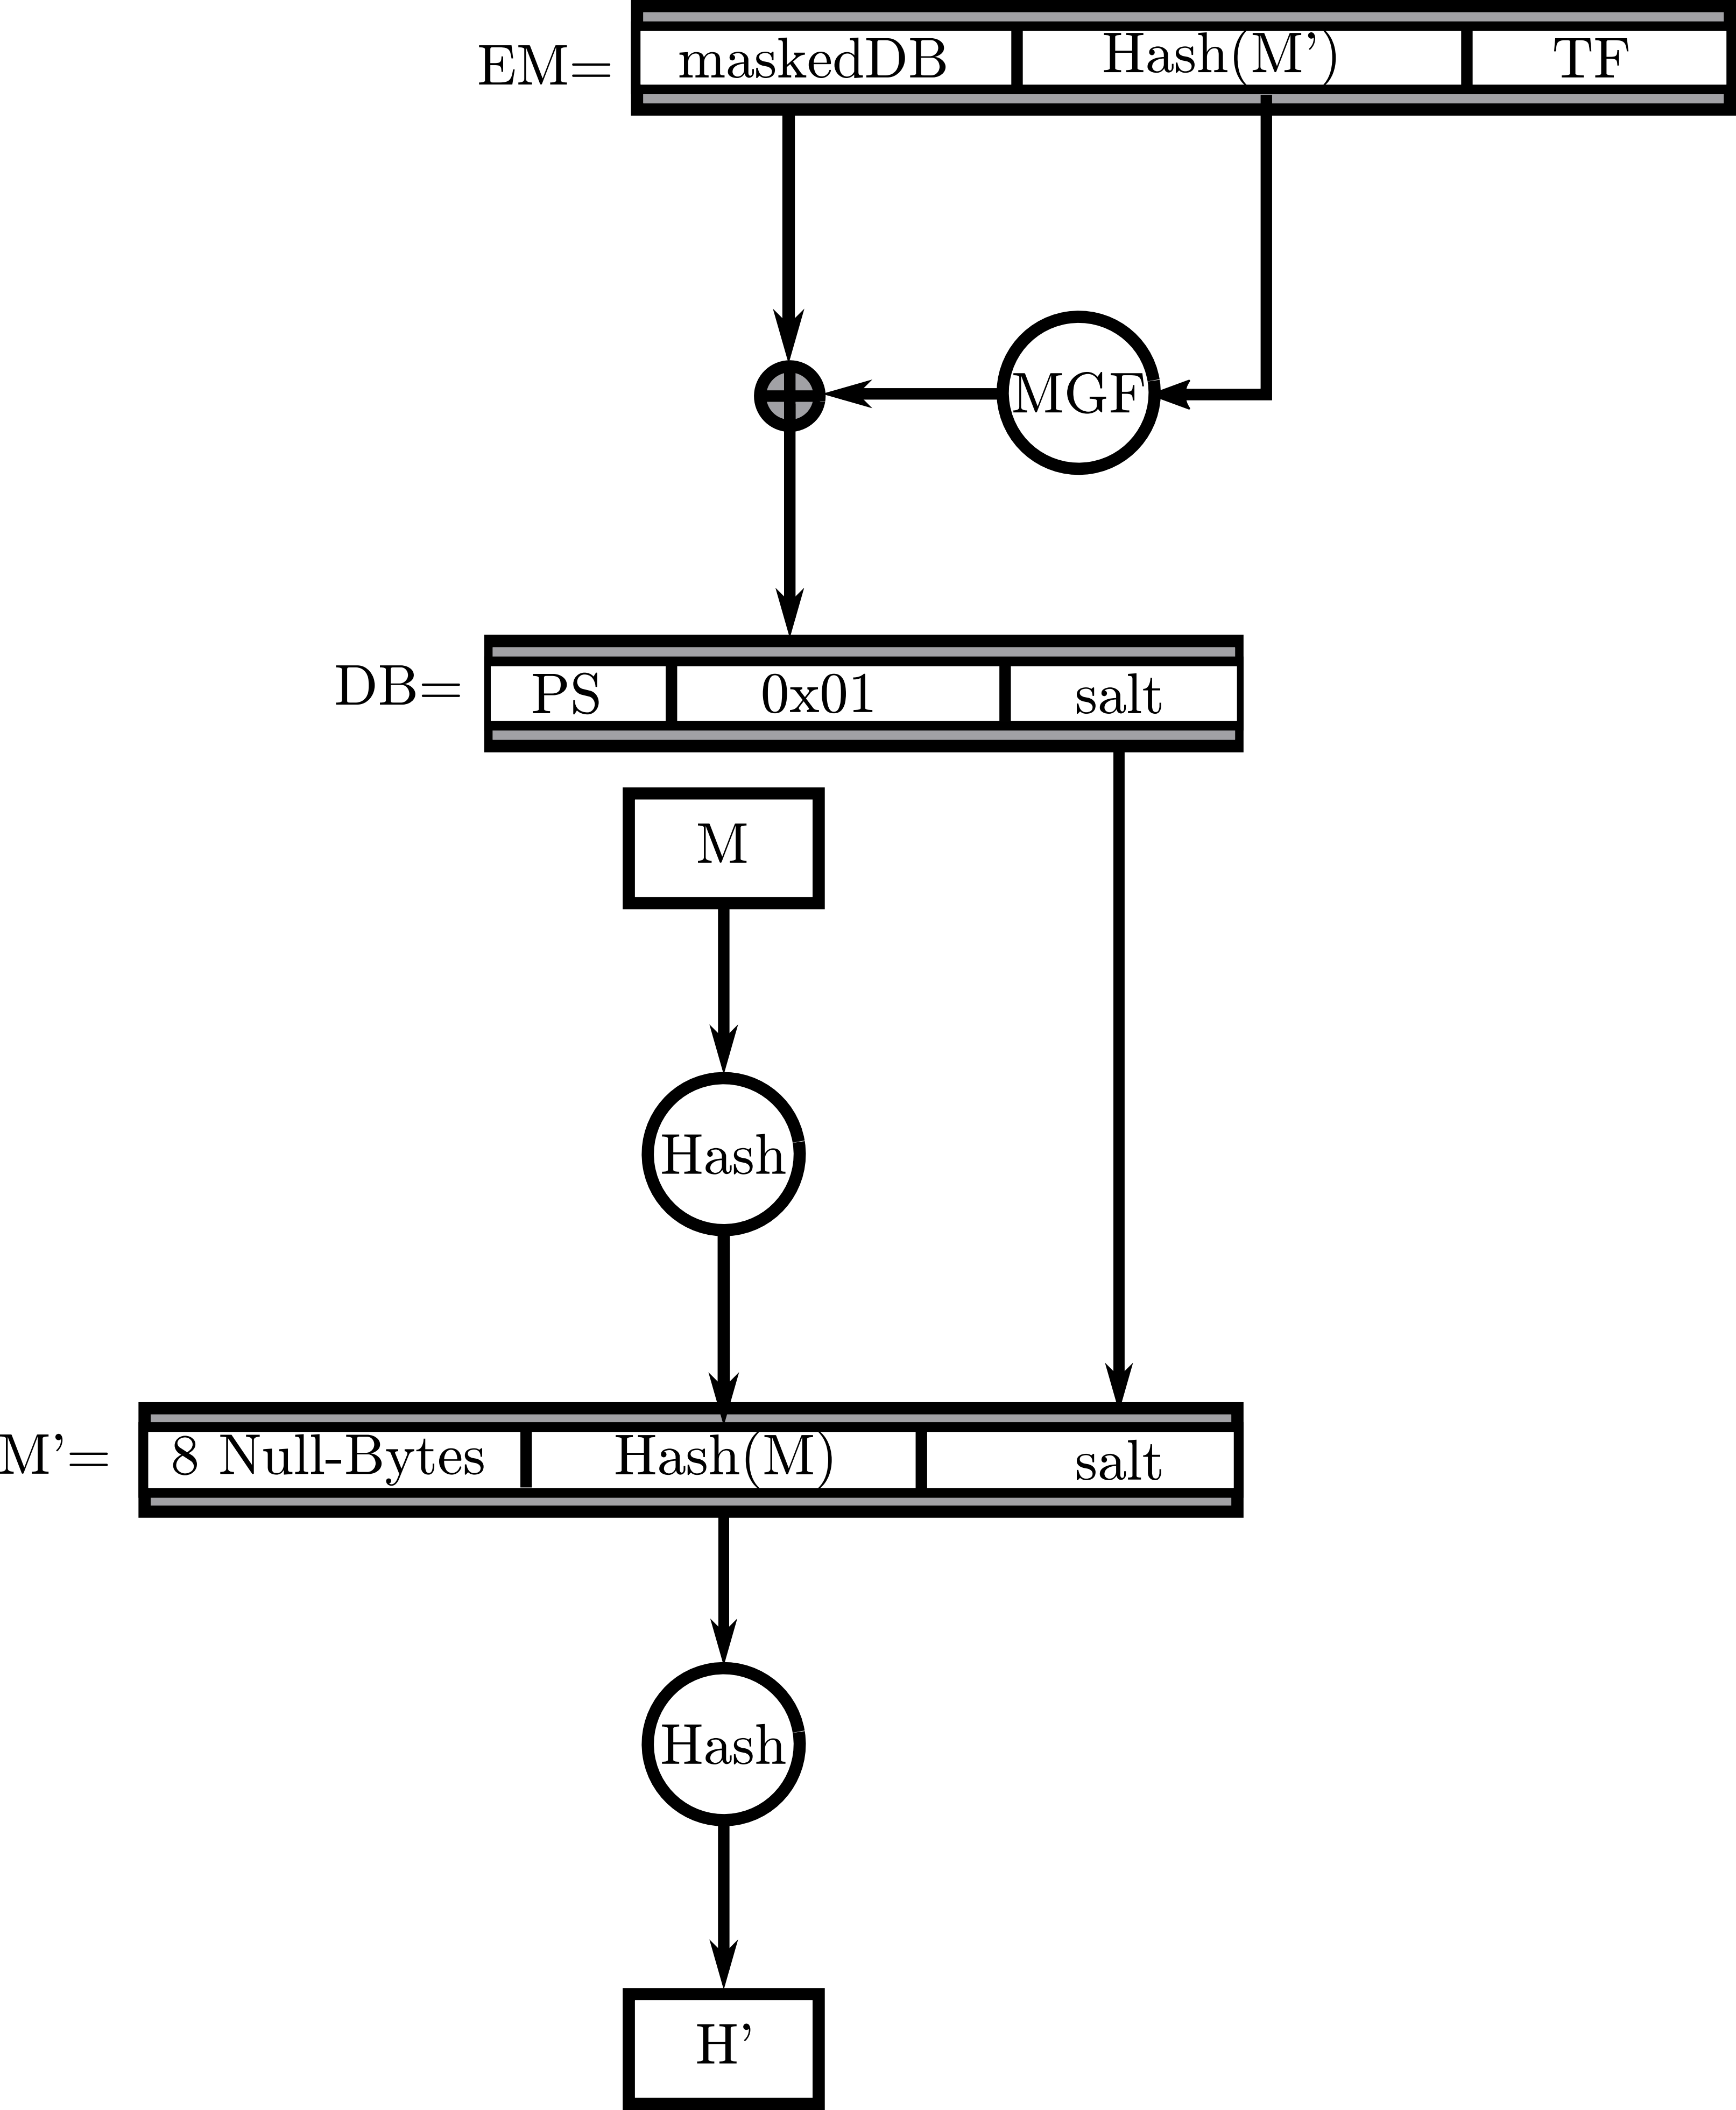 EM= maskedDB Hash(M') TF
MGF
DB= PS 0x01 salt
M
Hash
M'= 8 Null-Bytes Hash(M) salt
Hash
H'